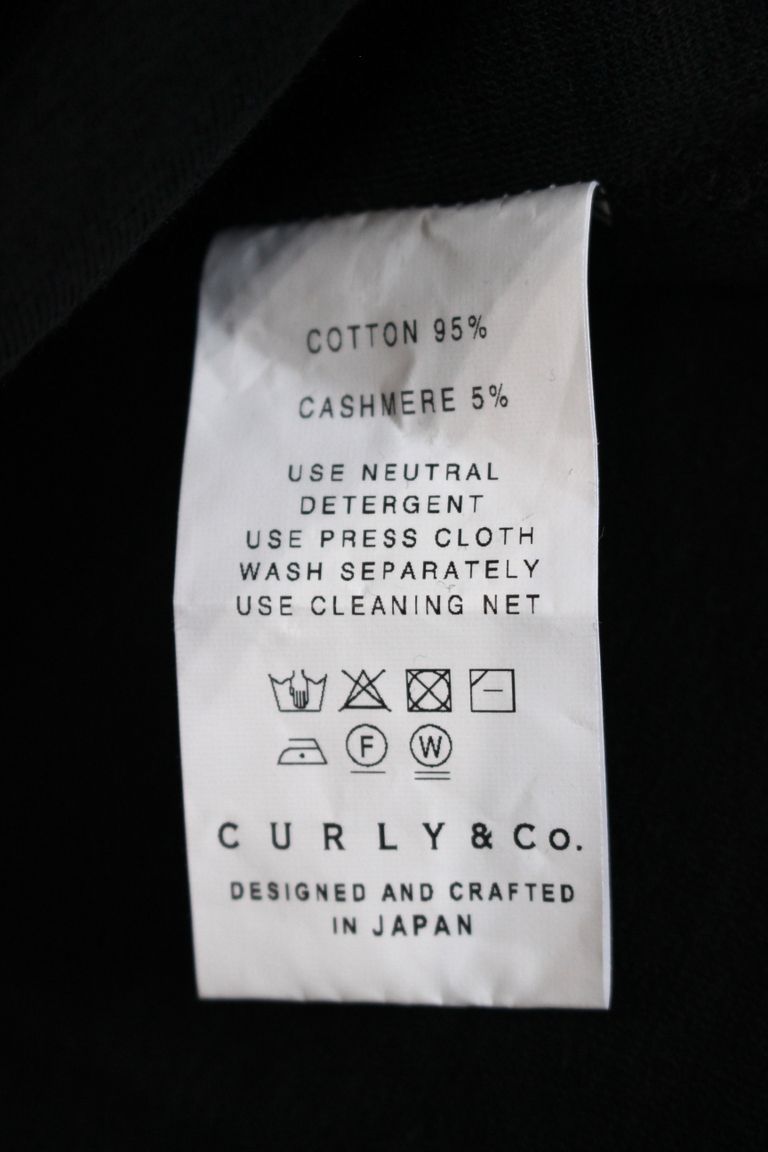 COTTON 95%
CASHMERE 5%
USE NEUTRAL
DETERGENT
USE PRESS CLOTH
WASH SEPARATELY
USE CLEANING NET
F W
CURLY & Co.
DESIGNED AND CRAFTED
IN JAPAN